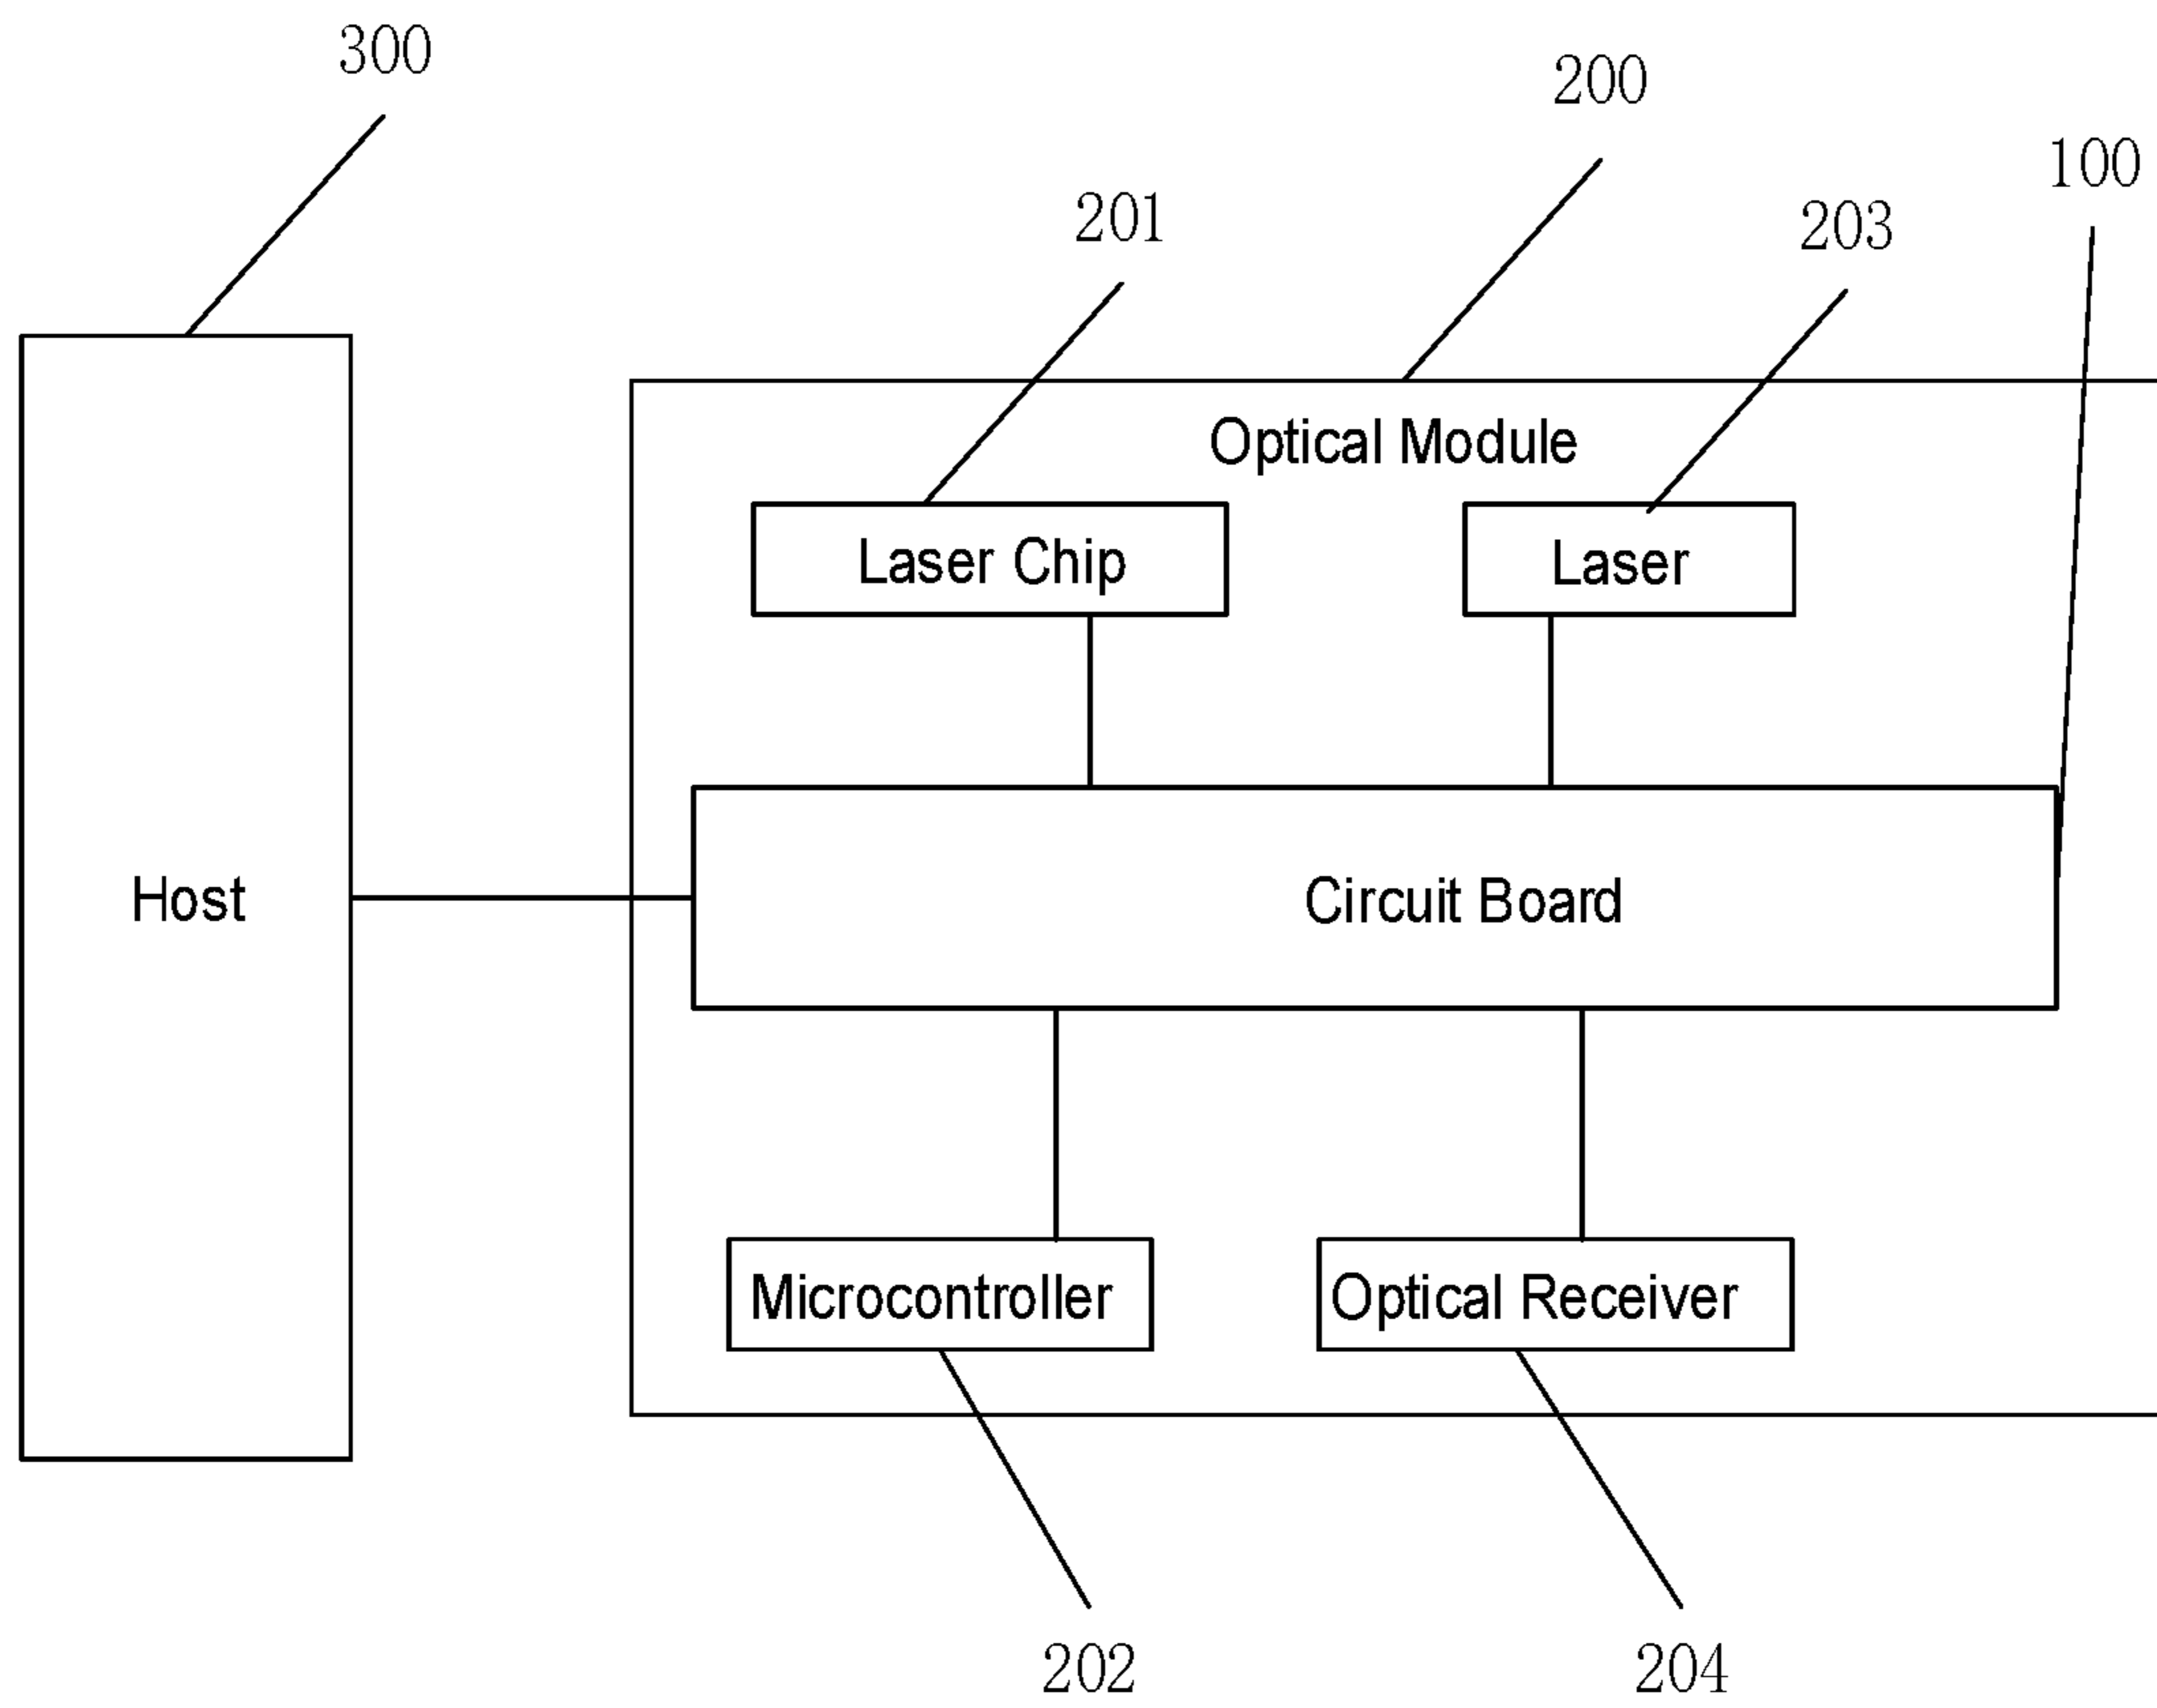 300
200
100
201
203
Optical Module
Laser Chip
Laser
Host
Circuit Board
Microcontroller
Optical Receiver
202
204